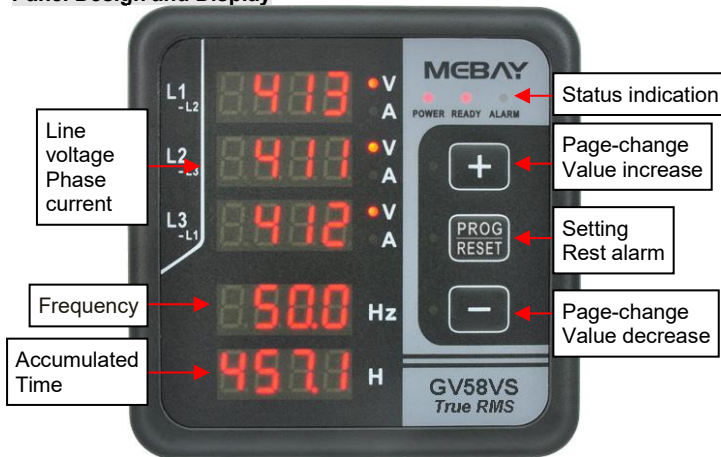 Panel Design and Display
MEBAY
POWER READY ALARM
L1
-L2
413
V
A
L2
-L3
411
V
A
L3
-L1
412
V
A
50.0
Hz
457.1
H
+
PROG
RESET
−
GV58VS
True RMS
Line
voltage
Phase
current
Frequency
Accumulated
Time
Status indication
Page-change
Value increase
Setting
Rest alarm
Page-change
Value decrease